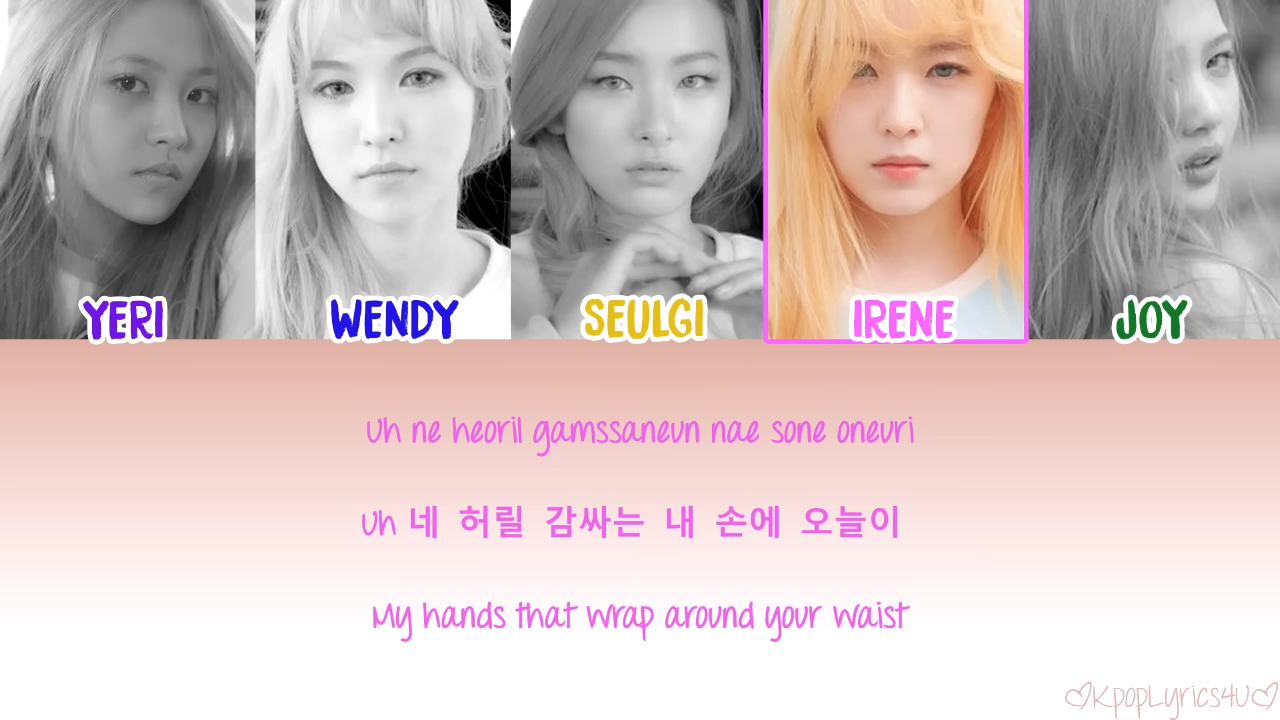 YERI
WENDY
SEULGI
IRENE
JOY
Uh ne heoril gamssaneun nae sone oneuri
Uh 네 허릴 감싸는 내 손에 오늘이
My hands that wrap around your waist
♡KpopLyrics4U♡